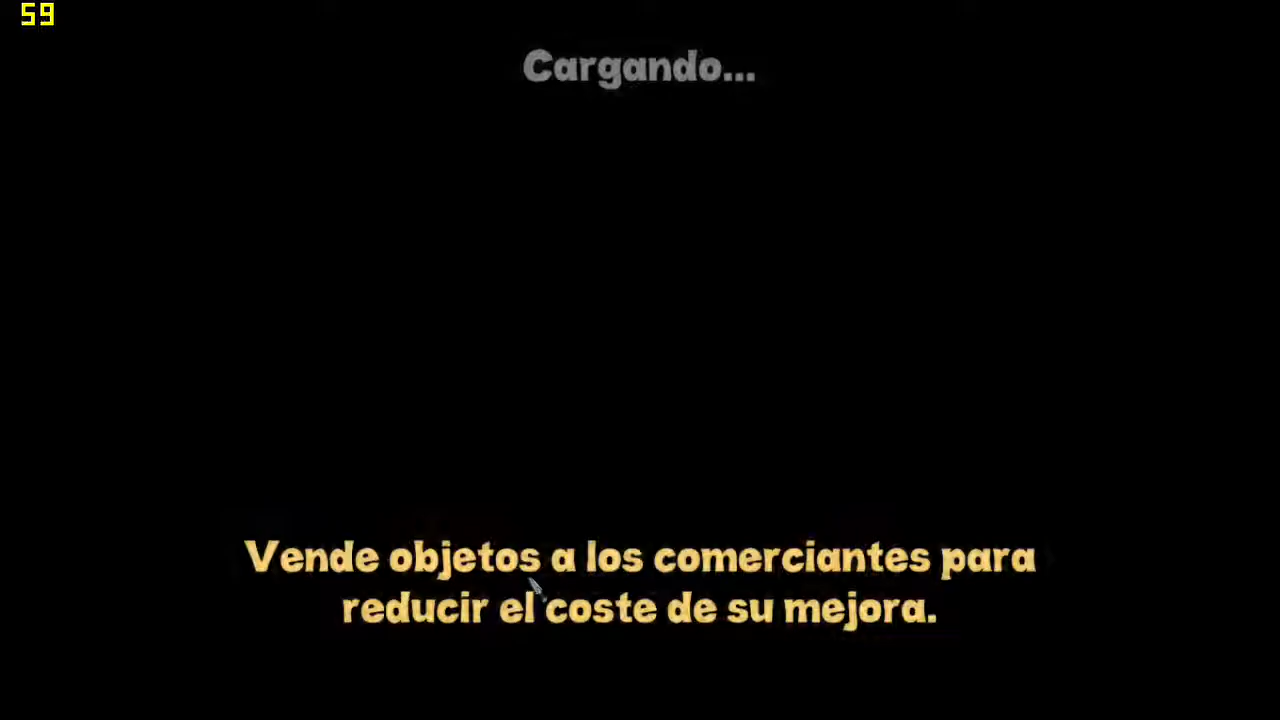 59
Cargando...
Vende objetos a los comerciantes para
reducir el coste de su mejora.